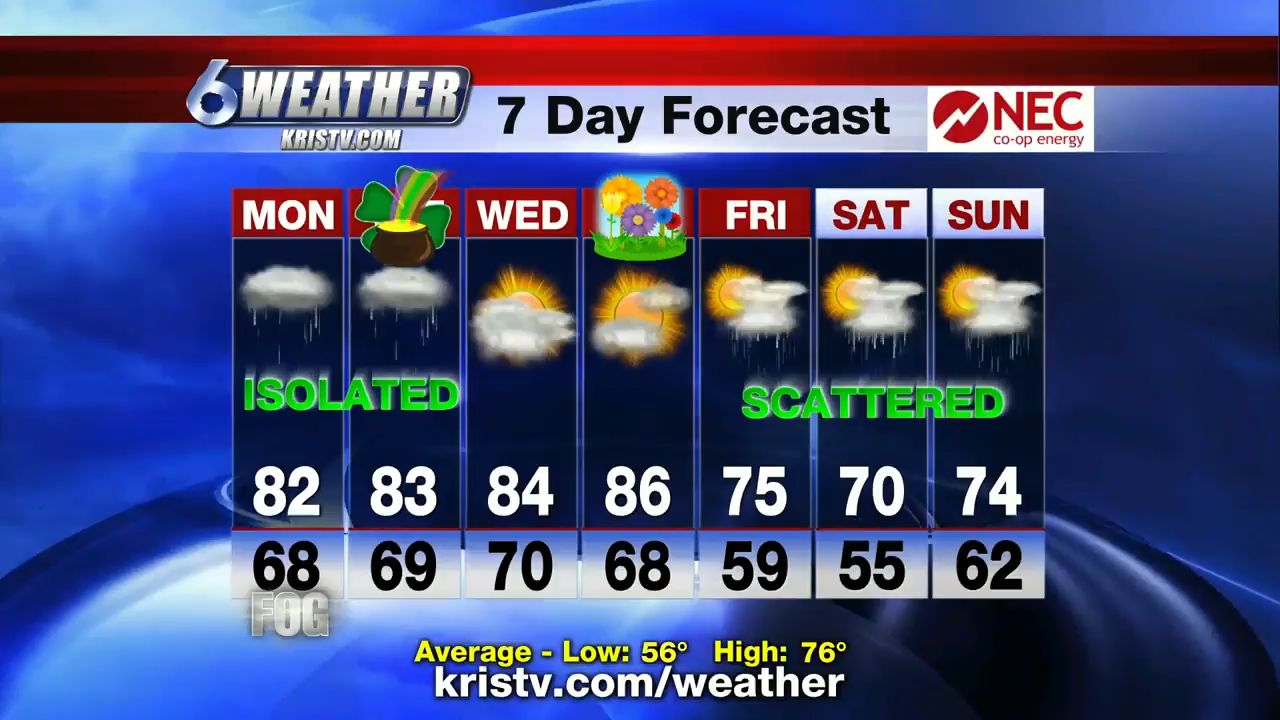 6 WEATHER
KRISTV.COM
7 Day Forecast
NEC
co-op energy
MON WED FRI SAT SUN
ISOLATED
SCATTERED
82 83 84 86 75 70 74
68 69 70 68 59 55 62
FOG
Average - Low: 56° High: 76°
kristv.com/weather